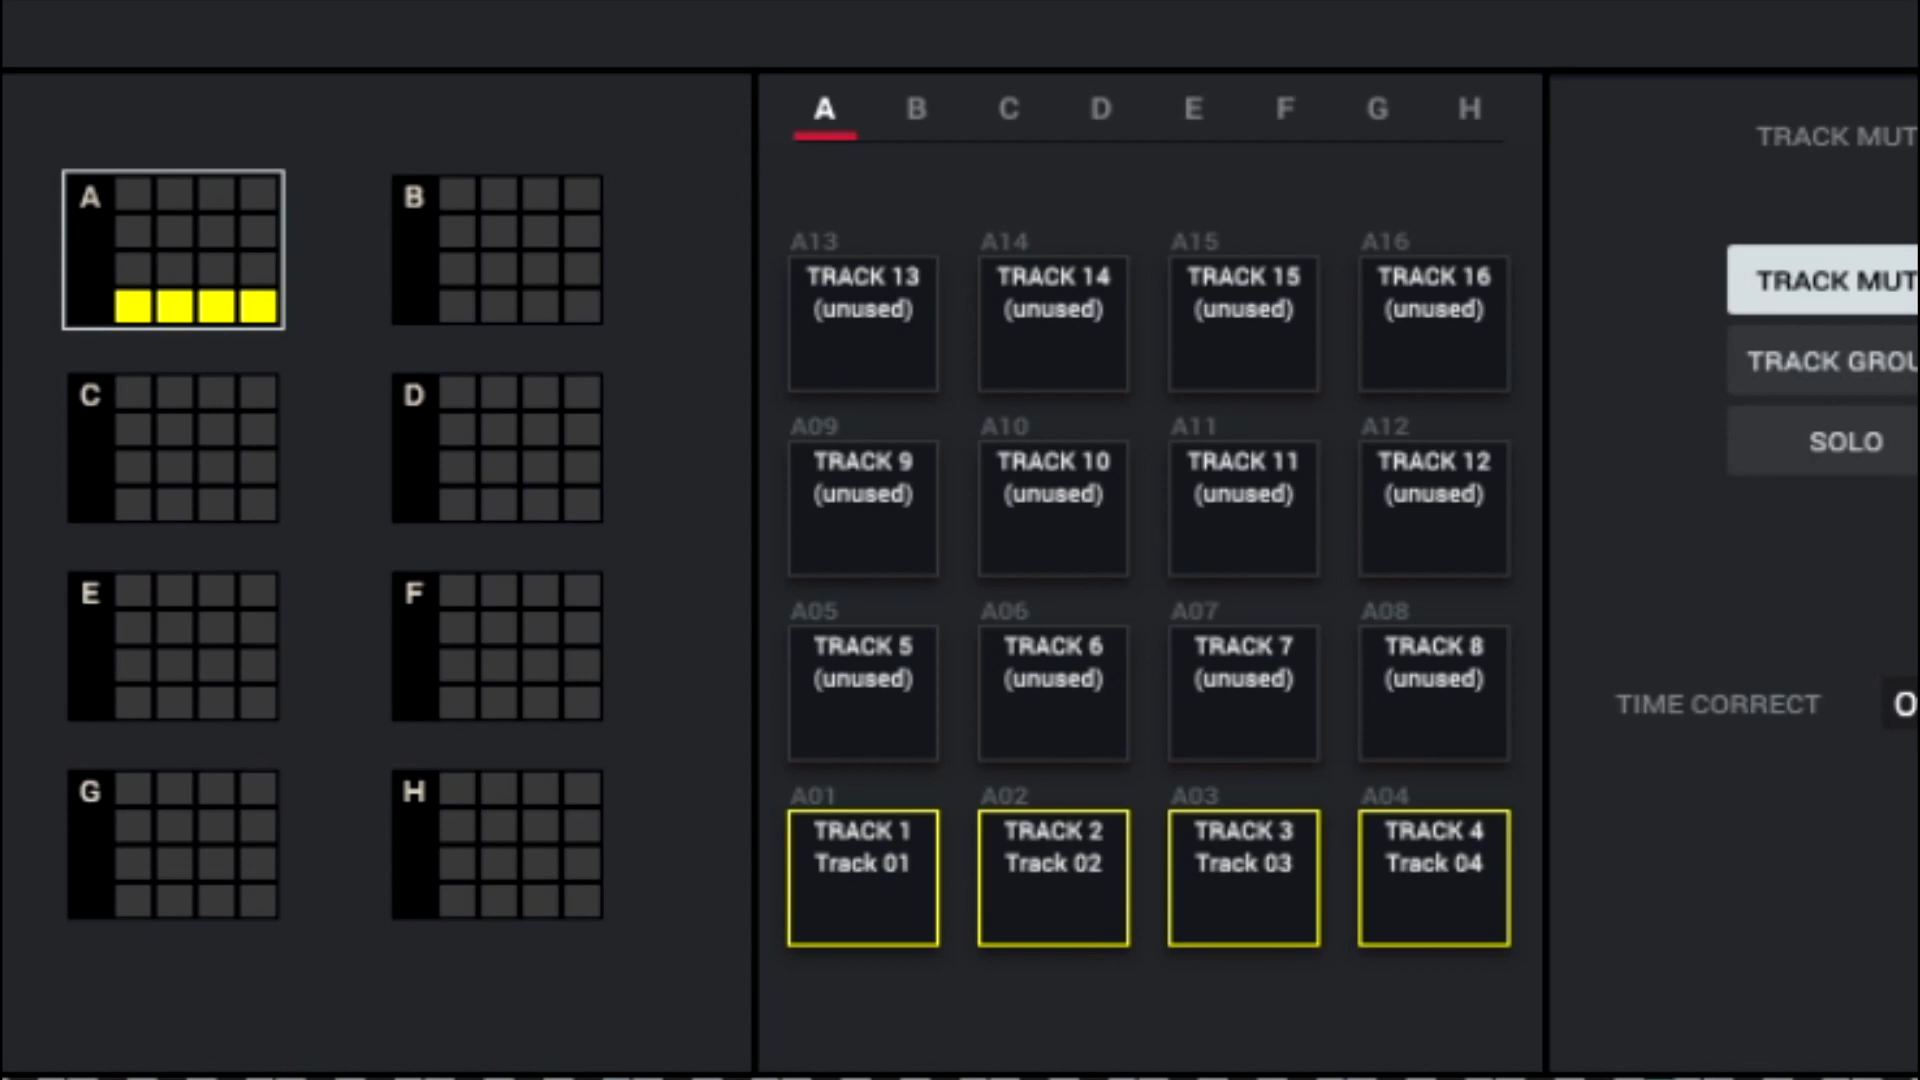 A B C D E F G H
A
B
C
D
E
F
G
H
A13 A14 A15 A16
TRACK 13 TRACK 14 TRACK 15 TRACK 16
(unused) (unused) (unused) (unused)
A09 A10 A11 A12
TRACK 9 TRACK 10 TRACK 11 TRACK 12
(unused) (unused) (unused) (unused)
A05 A06 A07 A08
TRACK 5 TRACK 6 TRACK 7 TRACK 8
(unused) (unused) (unused) (unused)
A01 A02 A03 A04
TRACK 1 TRACK 2 TRACK 3 TRACK 4
Track 01 Track 02 Track 03 Track 04
TRACK MUT
TRACK MUT
TRACK GROU
SOLO
TIME CORRECT